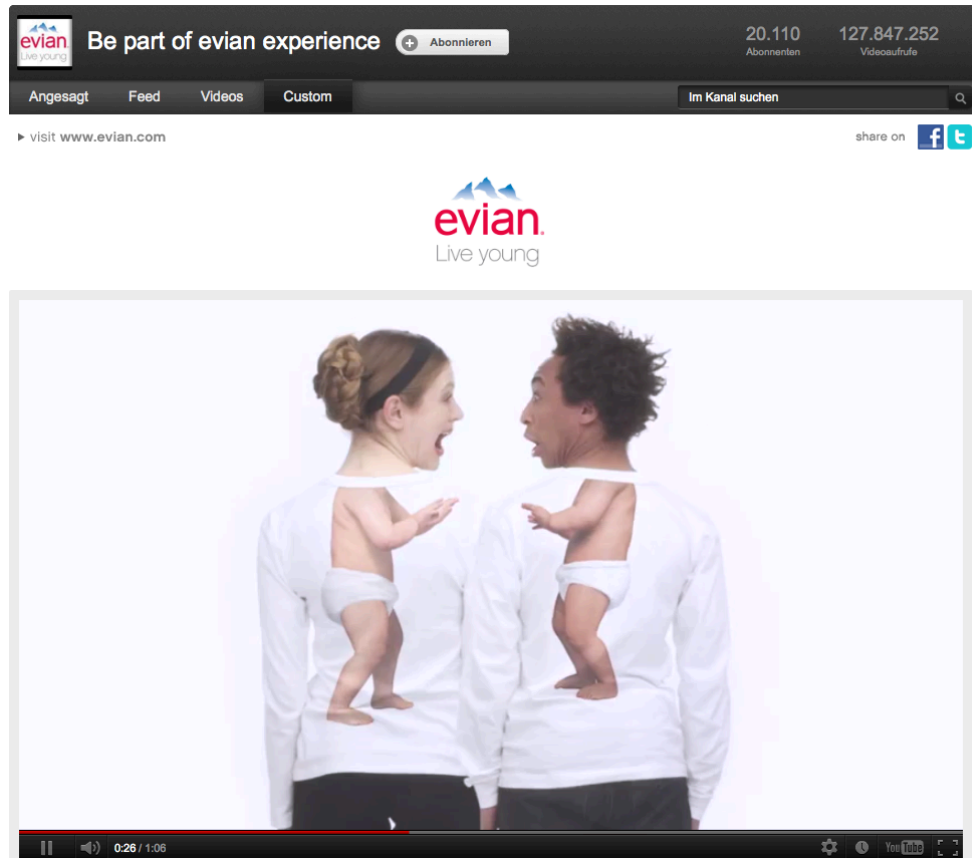 evian.
Live young
Be part of evian experience
Abonnieren
20.110
Abonnenten
127.847.252
Videoaufrufe
Angesagt
Feed
Videos
Custom
Im Kanal suchen
visit www.evian.com
share on
f
t
evian.
Live young
0:26 / 1:06
YouTube